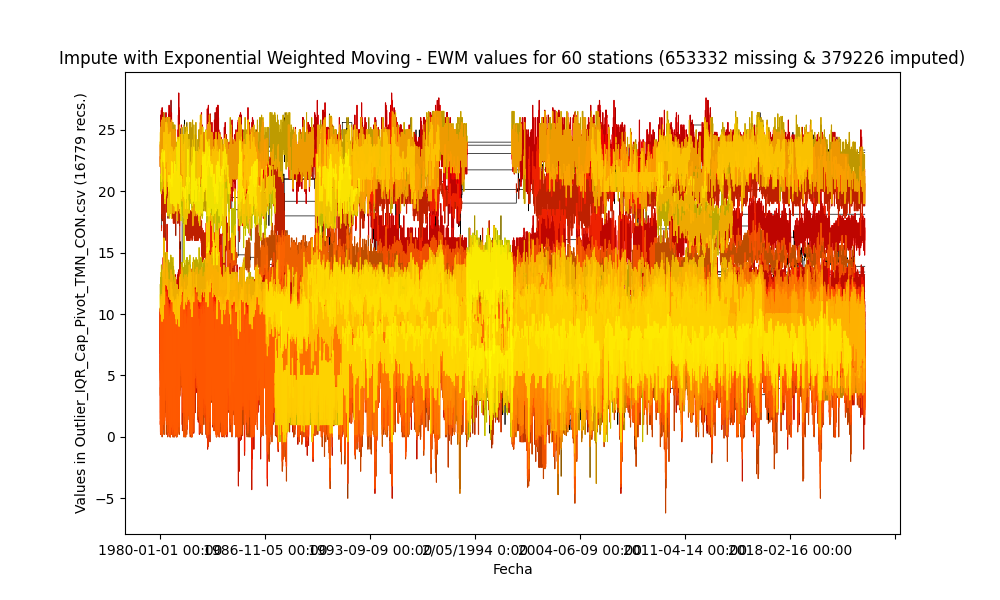 Impute with Exponential Weighted Moving - EWM values for 60 stations (653332 missing & 379226 imputed)
Values in Outlier_IQR_Cap_Pivot_TMN_CON.csv (16779 recs.)
25
20
15
10
5
0
−5
1980-01-01 00:00 1986-11-05 00:00 1993-09-09 00:00 2/05/1994 0:00 2004-06-09 00:00 2011-04-14 00:00 2018-02-16 00:00
Fecha